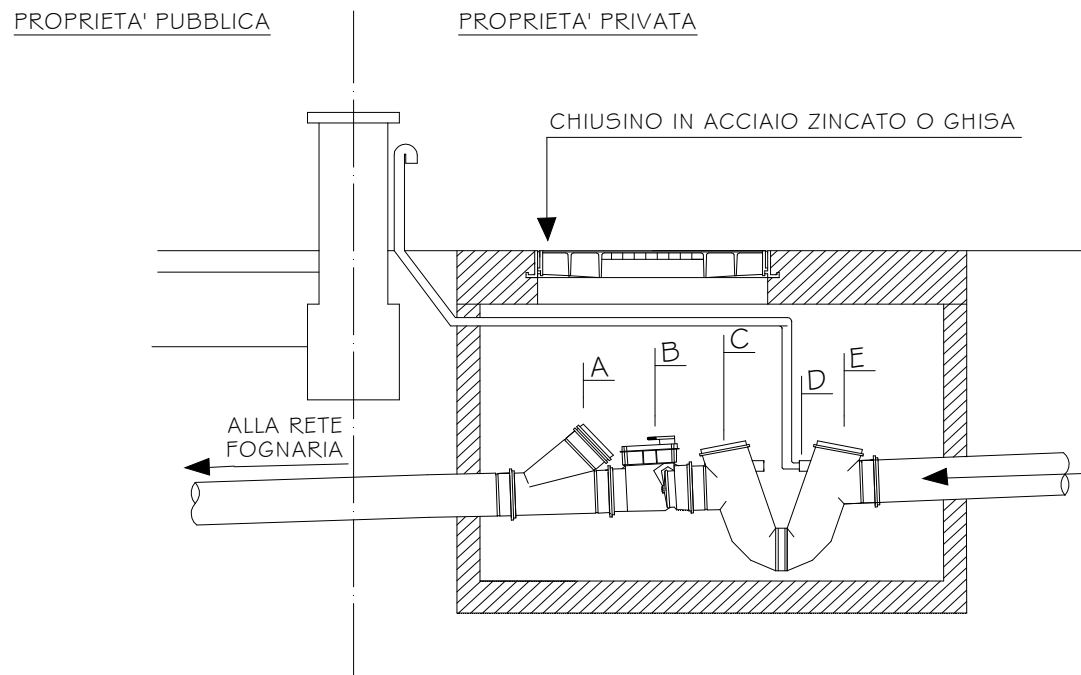 PROPRIETA' PUBBLICA
PROPRIETA' PRIVATA
CHIUSINO IN ACCIAIO ZINCATO O GHISA
A
B
C
D
E
ALLA RETE
FOGNARIA